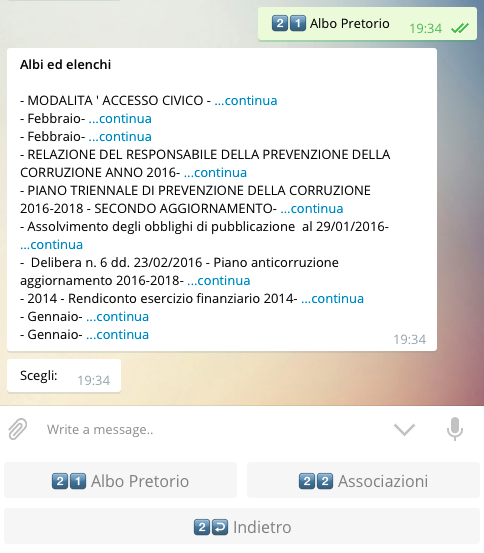 2 1 Albo Pretorio 19:34
Albi ed elenchi
- MODALITA ' ACCESSO CIVICO - ...continua
- Febbraio- ...continua
- Febbraio- ...continua
- RELAZIONE DEL RESPONSABILE DELLA PREVENZIONE DELLA
CORRUZIONE ANNO 2016- ...continua
- PIANO TRIENNALE DI PREVENZIONE DELLA CORRUZIONE
2016-2018 - SECONDO AGGIORNAMENTO- ...continua
- Assolvimento degli obblighi di pubblicazione  al 29/01/2016-
...continua
-  Delibera n. 6 dd. 23/02/2016 - Piano anticorruzione
aggiornamento 2016-2018- ...continua
- 2014 - Rendiconto esercizio finanziario 2014- ...continua
- Gennaio- ...continua
- Gennaio- ...continua
19:34
Scegli: 19:34
Write a message..
2 1 Albo Pretorio
2 2 Associazioni
2 Indietro